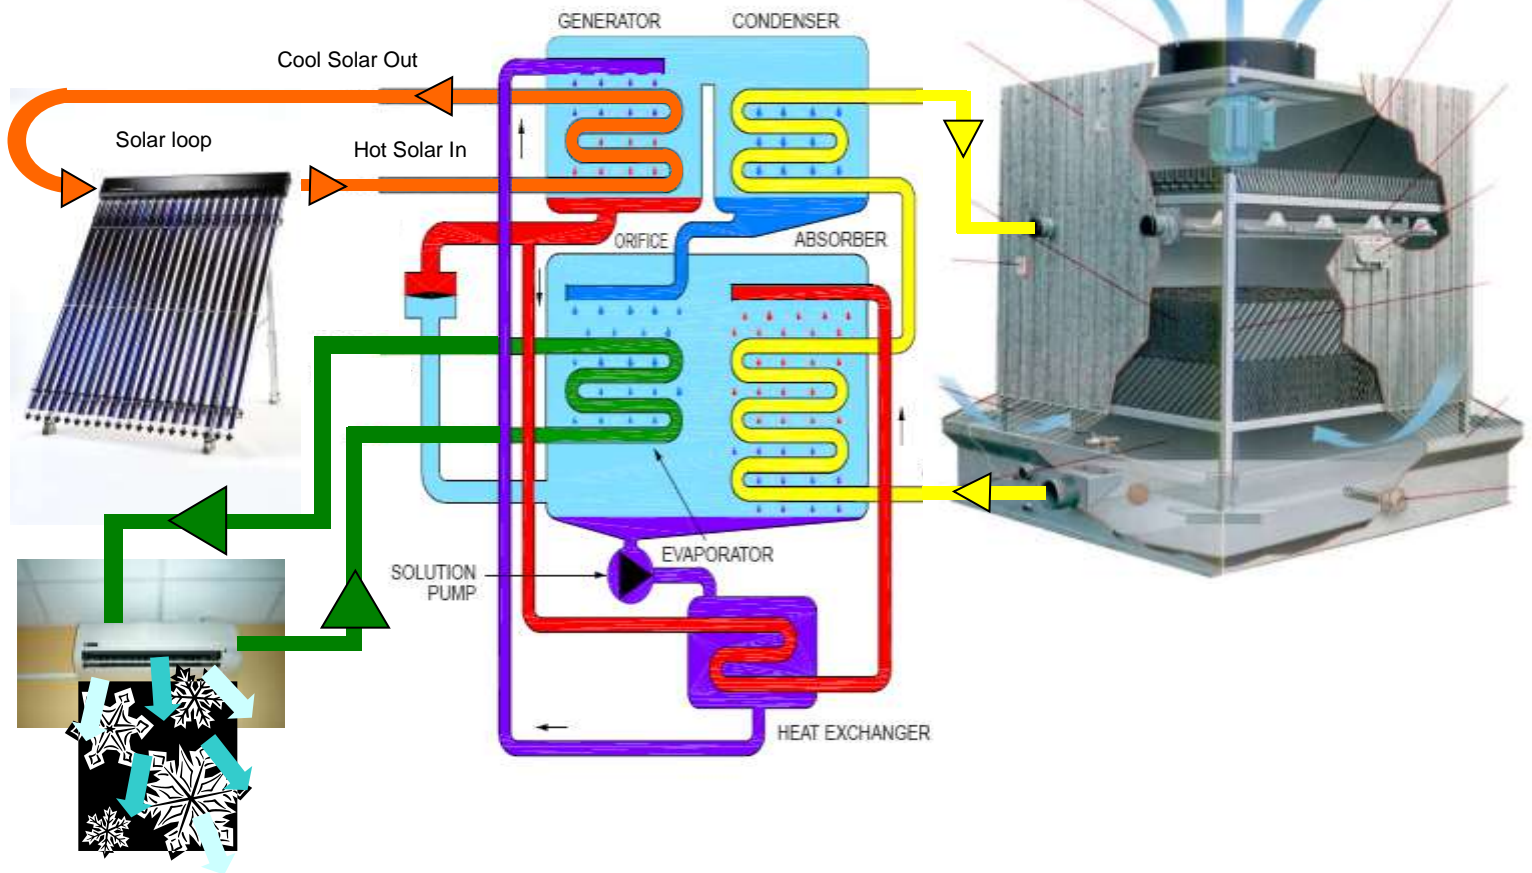 GENERATOR
CONDENSER
Cool Solar Out
Solar loop
Hot Solar In
ORIFICE
ABSORBER
EVAPORATOR
SOLUTION
PUMP
HEAT EXCHANGER